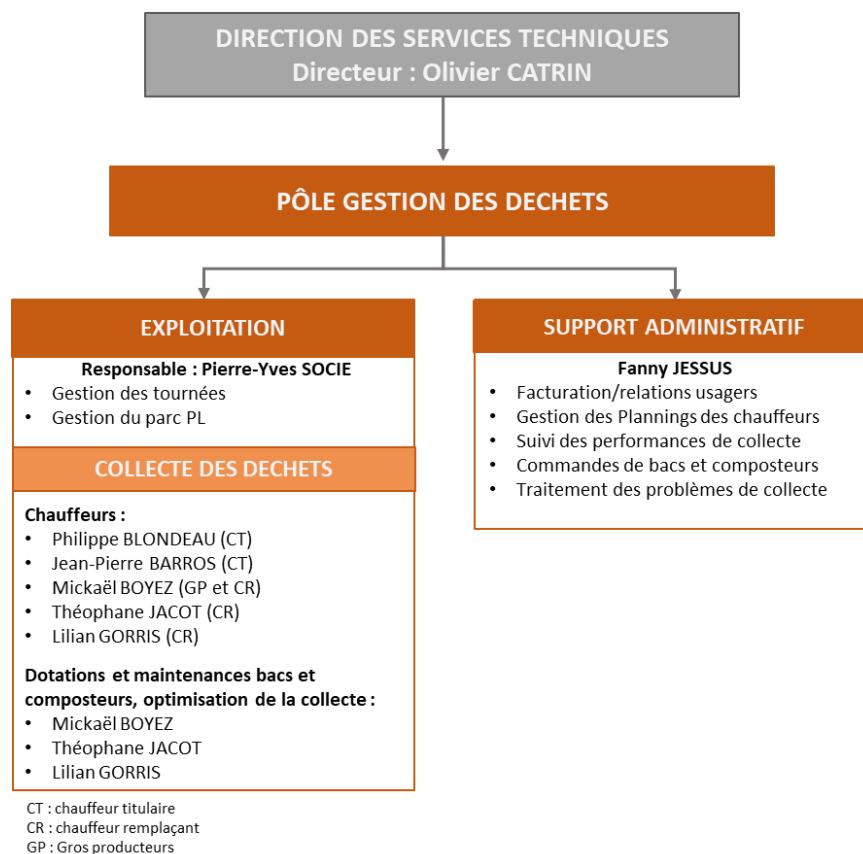 DIRECTION DES SERVICES TECHNIQUES
Directeur : Olivier CATRIN
PÔLE GESTION DES DECHETS
EXPLOITATION
Responsable : Pierre-Yves SOCIE
• Gestion des tournées
• Gestion du parc PL
COLLECTE DES DECHETS
Chauffeurs :
• Philippe BLONDEAU (CT)
• Jean-Pierre BARROS (CT)
• Mickaël BOYEZ (GP et CR)
• Théophane JACOT (CR)
• Lilian GORRIS (CR)
Dotations et maintenances bacs et
composteurs, optimisation de la collecte :
• Mickaël BOYEZ
• Théophane JACOT
• Lilian GORRIS
CT : chauffeur titulaire
CR : chauffeur remplaçant
GP : Gros producteurs
SUPPORT ADMINISTRATIF
Fanny JESSUS
• Facturation/relations usagers
• Gestion des Plannings des chauffeurs
• Suivi des performances de collecte
• Commandes de bacs et composteurs
• Traitement des problèmes de collecte